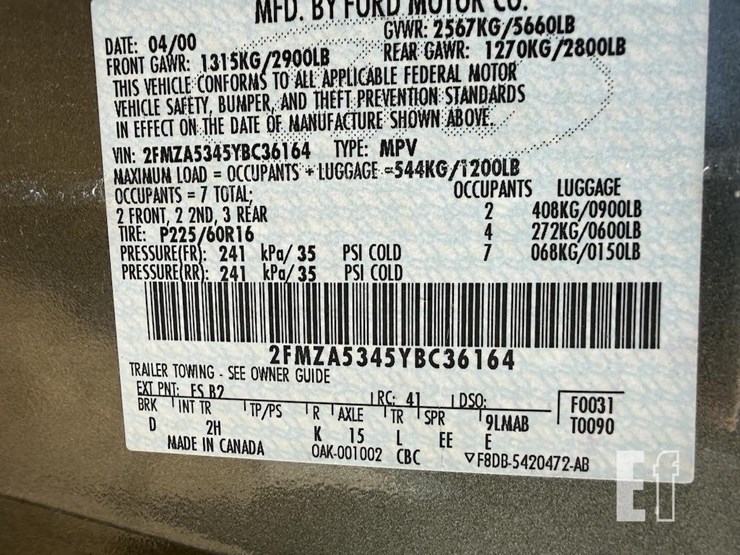 MFD. BY FORD MOTOR CO.
DATE: 04/00 GVWR: 2567KG/5660LB
FRONT GAWR: 1315KG/2900LB REAR GAWR: 1270KG/2800LB
THIS VEHICLE CONFORMS TO ALL APPLICABLE FEDERAL MOTOR
VEHICLE SAFETY, BUMPER, AND THEFT PREVENTION STANDARDS
IN EFFECT ON THE DATE OF MANUFACTURE SHOWN ABOVE.
VIN: 2FMZA5345YBC36164 TYPE: MPV
MAXIMUM LOAD = OCCUPANTS + LUGGAGE =544KG/1200LB
OCCUPANTS = 7 TOTAL; OCCUPANTS LUGGAGE
2 FRONT, 2 2ND, 3 REAR 2 408KG/0900LB
TIRE: P225/60R16 4 272KG/0600LB
PRESSURE(FR): 241 kPa/ 35 PSI COLD 7 068KG/0150LB
PRESSURE(RR): 241 kPa/ 35 PSI COLD
2FMZA5345YBC36164
TRAILER TOWING - SEE OWNER GUIDE
EXT PNT: FS B2 RC: 41 DSO: F0031
BRK INT TR TP/PS R AXLE TR SPR 9LMAB T0090
D 2H K 15 L EE E
MADE IN CANADA OAK-001002 CBC ▽F8DB-5420472-AB
Ef